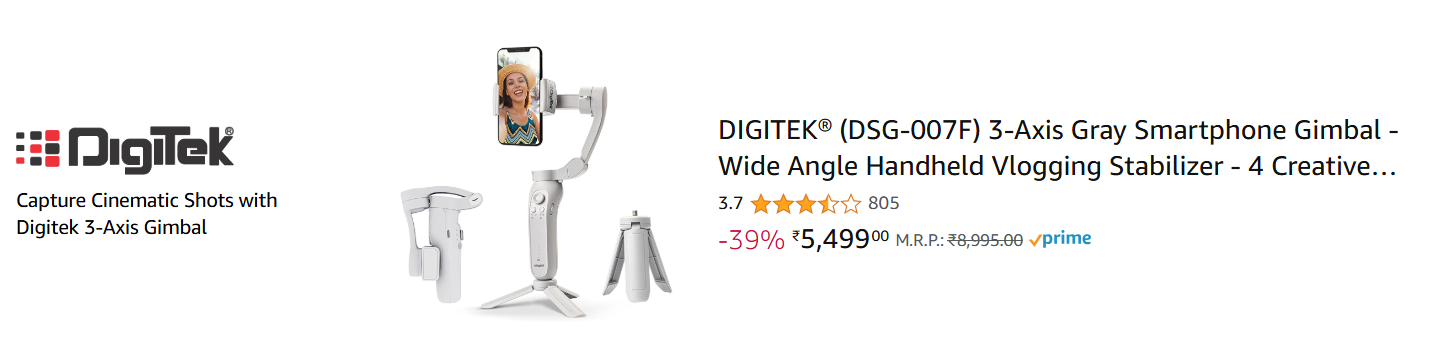 DigiTek®
Capture Cinematic Shots with
Digitek 3-Axis Gimbal
DIGITEK® (DSG-007F) 3-Axis Gray Smartphone Gimbal -
Wide Angle Handheld Vlogging Stabilizer - 4 Creative…
3.7 805
-39% ₹5,49900 M.R.P.: ₹8,995.00 prime